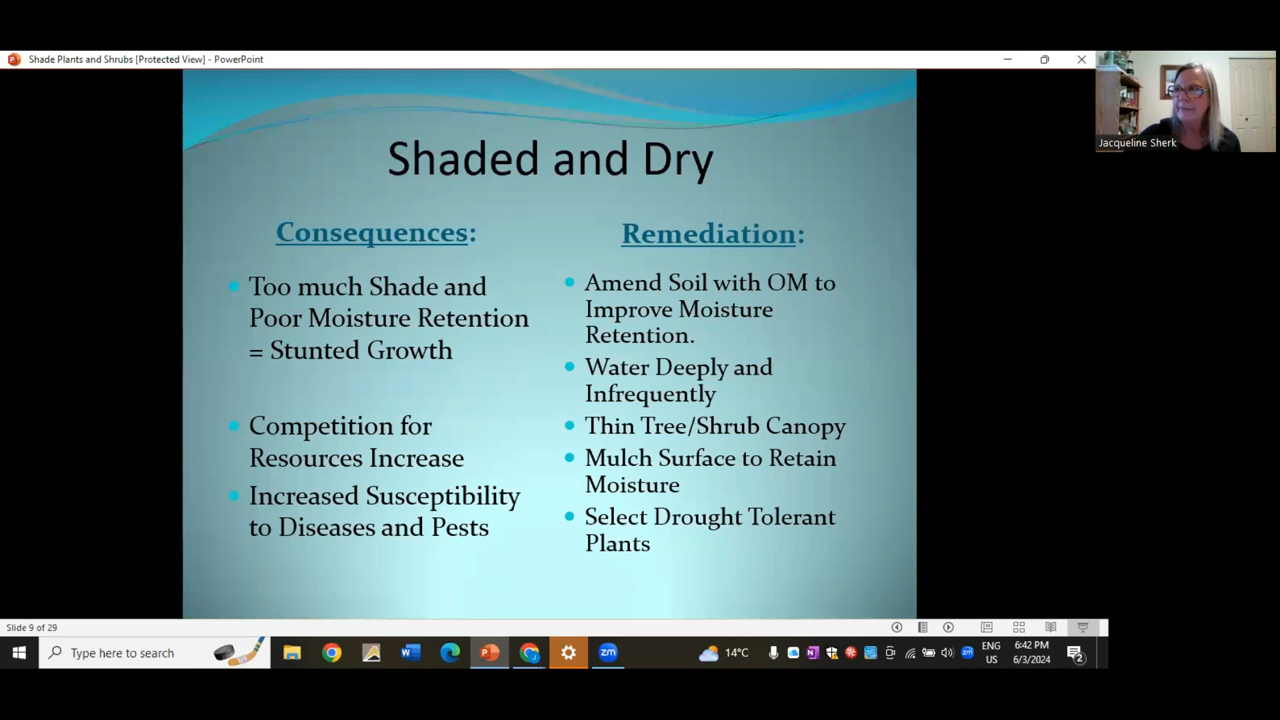 Shade Plants and Shrubs [Protected View] - PowerPoint
Jacqueline Sherk
Shaded and Dry
Consequences:
Too much Shade and
Poor Moisture Retention
= Stunted Growth
Competition for
Resources Increase
Increased Susceptibility
to Diseases and Pests
Remediation:
Amend Soil with OM to
Improve Moisture
Retention.
Water Deeply and
Infrequently
Thin Tree/Shrub Canopy
Mulch Surface to Retain
Moisture
Select Drought Tolerant
Plants
Slide 9 of 29
Type here to search
W
zm
14°C
N
zm
ENG
US
6:42 PM
6/3/2024
2